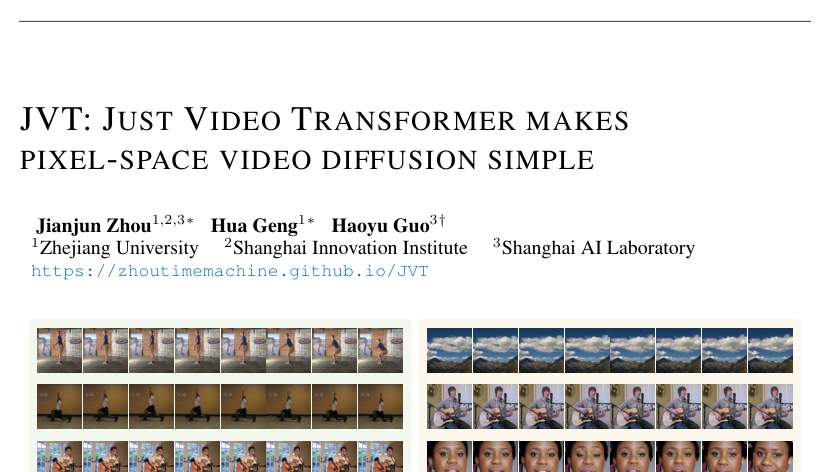 JVT: JUST VIDEO TRANSFORMER MAKES
PIXEL-SPACE VIDEO DIFFUSION SIMPLE
Jianjun Zhou1,2,3∗ Hua Geng1∗ Haoyu Guo3†
1Zhejiang University 2Shanghai Innovation Institute 3Shanghai AI Laboratory
https://zhoutimemachine.github.io/JVT